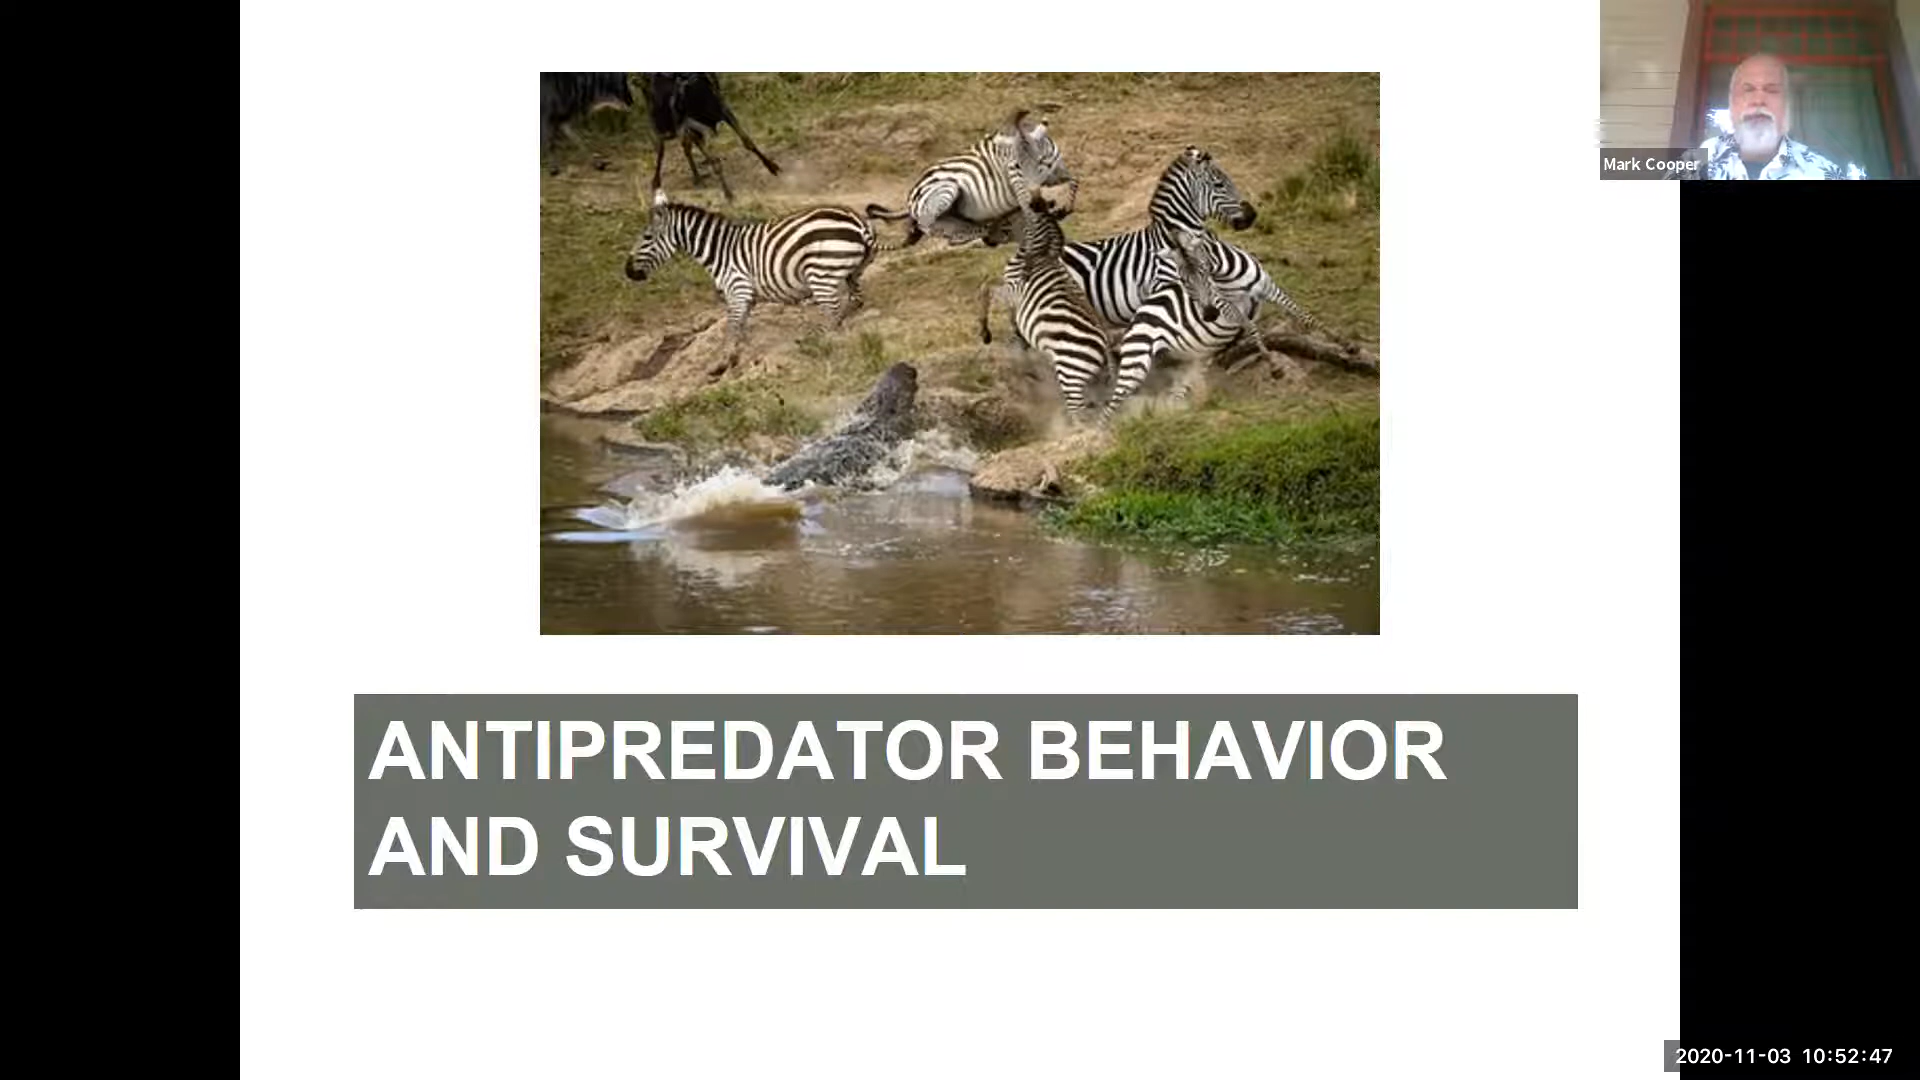 Mark Cooper
ANTIPREDATOR BEHAVIOR
AND SURVIVAL
2020-11-03 10:52:47